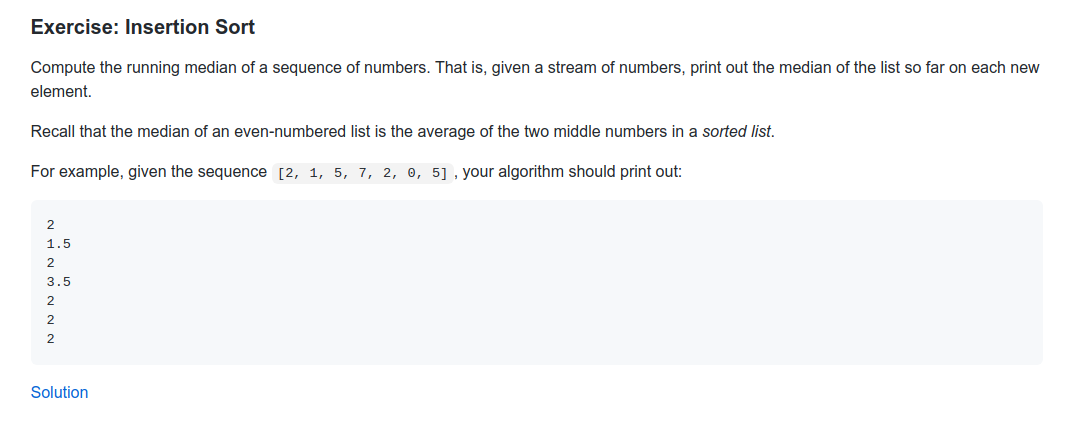 Exercise: Insertion Sort
Compute the running median of a sequence of numbers. That is, given a stream of numbers, print out the median of the list so far on each new
element.
Recall that the median of an even-numbered list is the average of the two middle numbers in a sorted list.
For example, given the sequence [2, 1, 5, 7, 2, 0, 5] , your algorithm should print out:
2
1.5
2
3.5
2
2
2
Solution